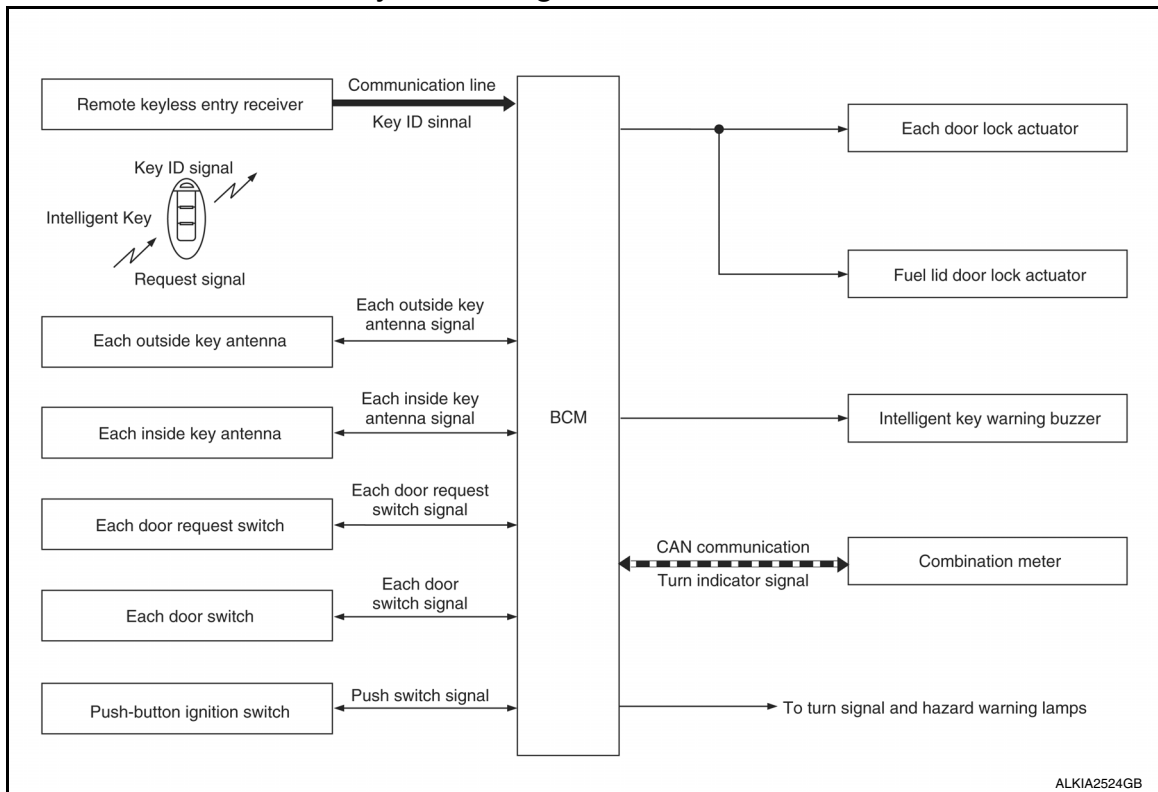 Communication line
Remote keyless entry receiver
Key ID sinnal
Each door lock actuator
Key ID signal
Intelligent Key
Request signal
Fuel lid door lock actuator
Each outside key
antenna signal
Each outside key antenna
Each inside key
antenna signal
Each inside key antenna
BCM
Intelligent key warning buzzer
Each door request
switch signal
Each door request switch
CAN communication
Turn indicator signal
Combination meter
Each door
switch signal
Each door switch
Push switch signal
Push-button ignition switch
To turn signal and hazard warning lamps
ALKIA2524GB